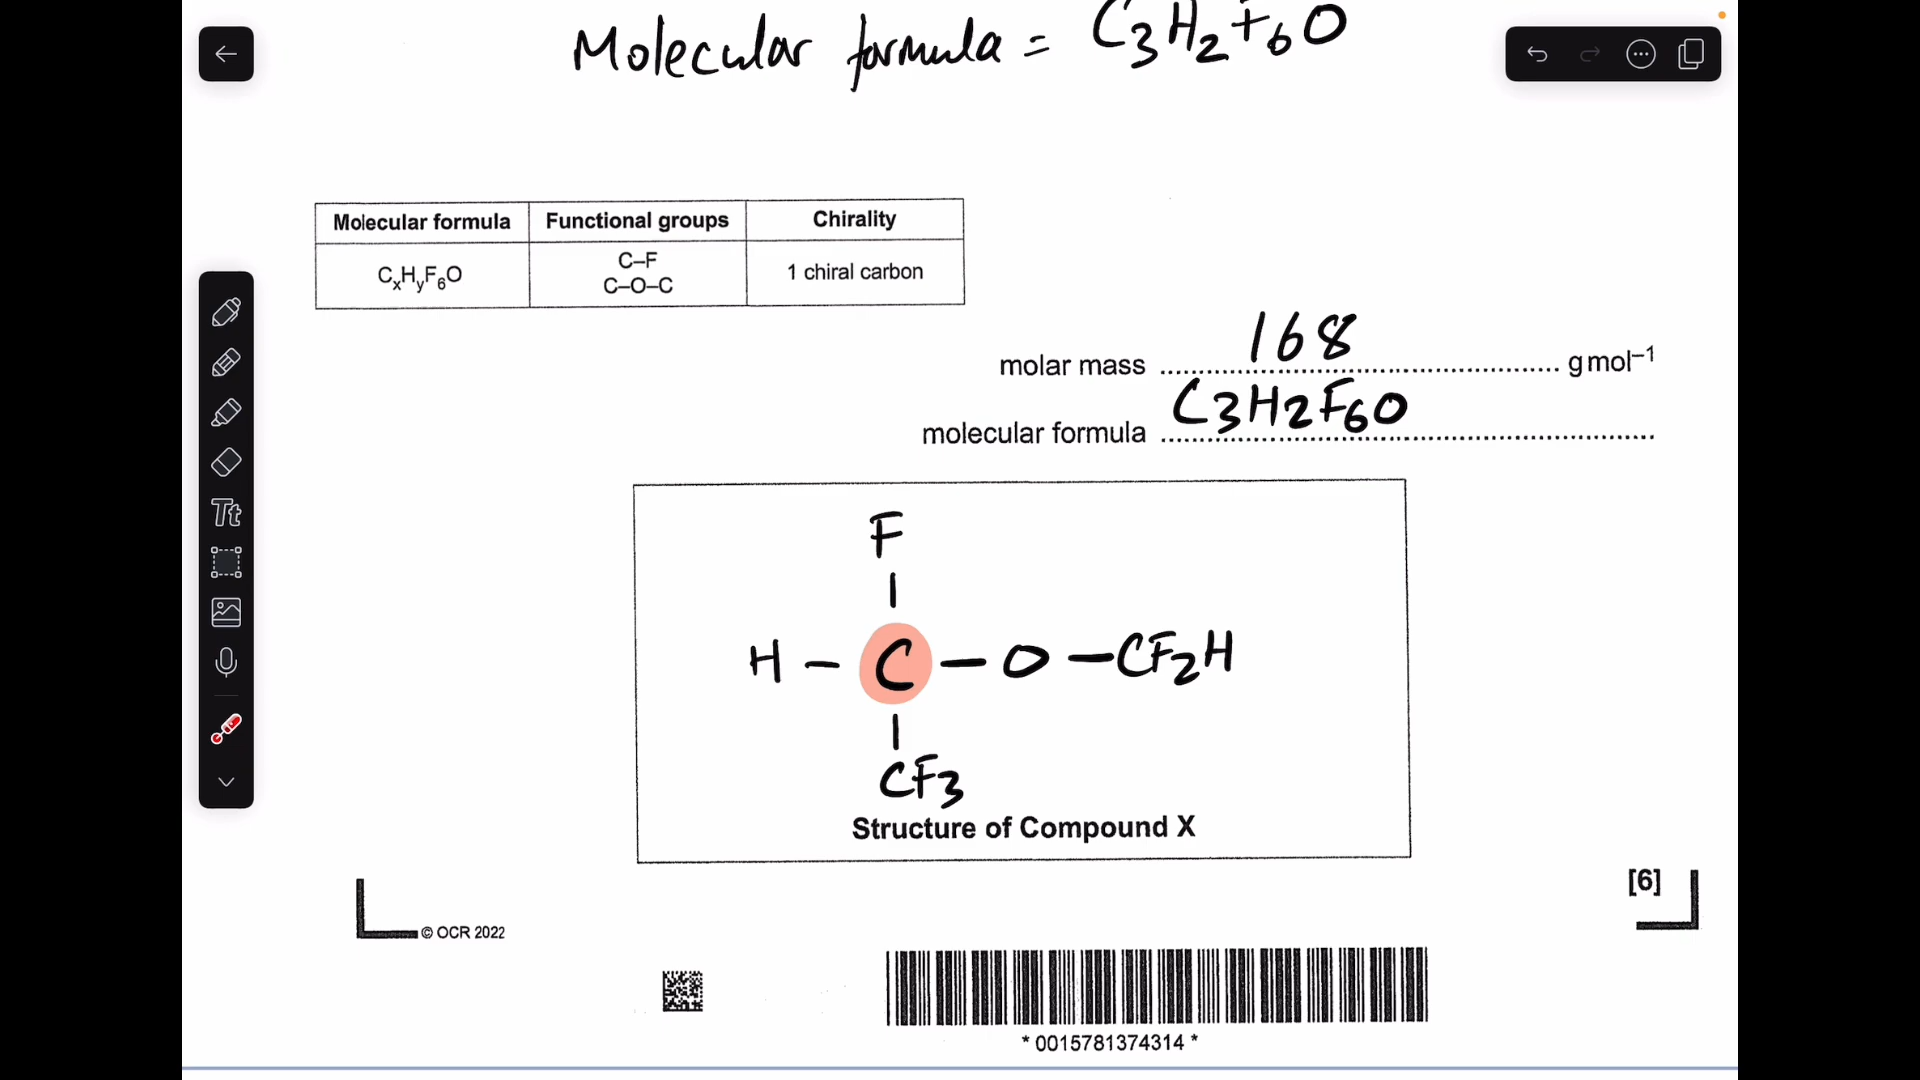 Molecular formula = C3H2F6O
Molecular formula Functional groups Chirality
CxHyF6O C–F C–O–C 1 chiral carbon
molar mass 168 g mol–1
molecular formula C3H2F6O
F
H – C – O – CF2H
CF3
Structure of Compound X
[6]
© OCR 2022
* 0015781374314 *
Tt